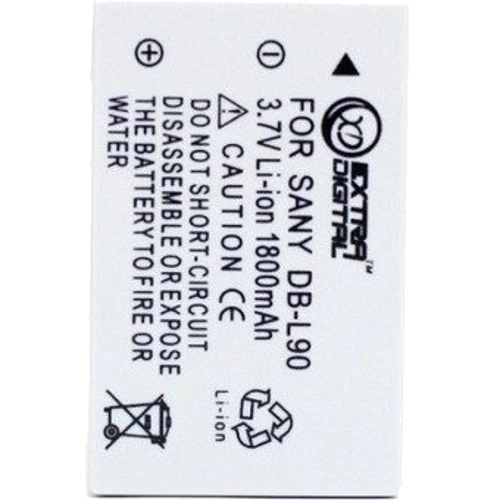 EXTRA
DIGITAL™
FOR SANY DB-L90
3.7V Li-ion 1800mAh
CAUTION CE
DO NOT SHORT-CIRCUIT
DISASSEMBLE OR EXPOSE
THE BATTERY TO FIRE OR
WATER
Li-ion